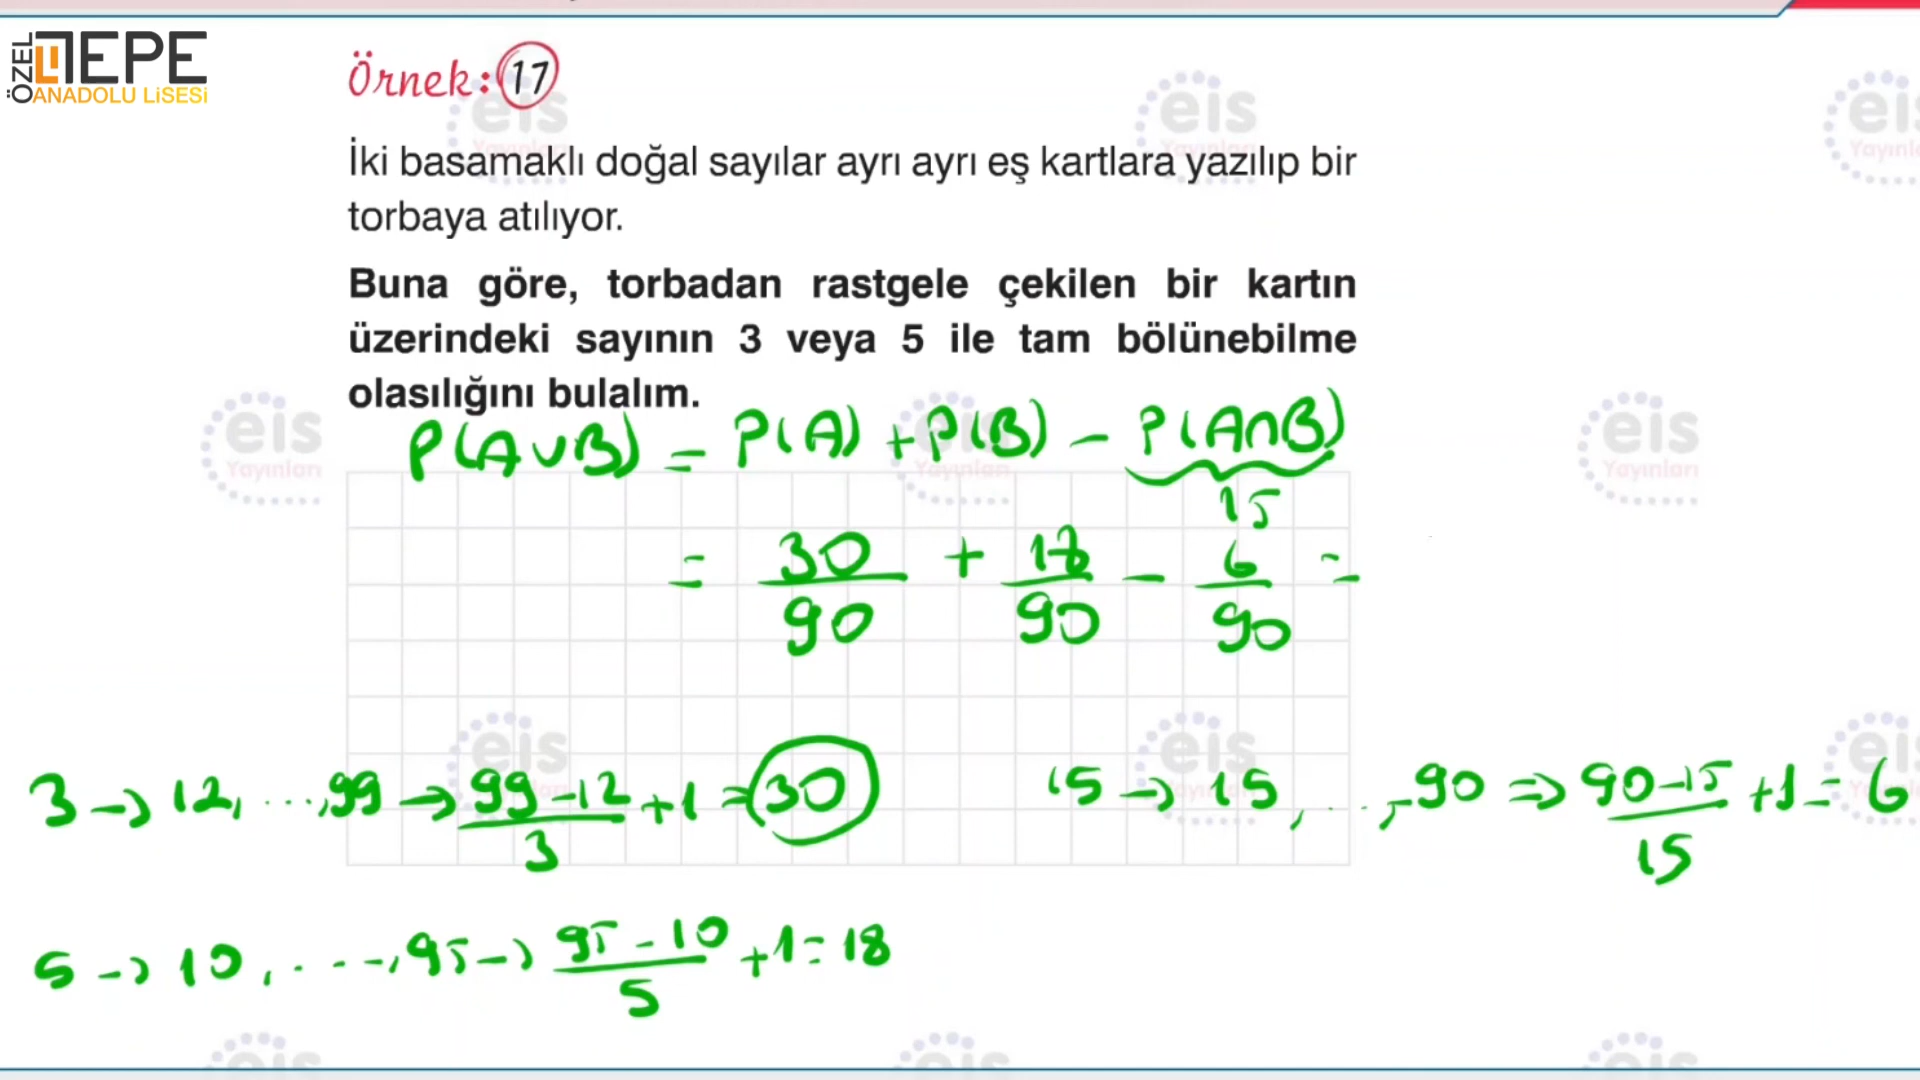 ÖZEL TEPE
ANADOLU LİSESİ
Örnek: 17
İki basamaklı doğal sayılar ayrı ayrı eş kartlara yazılıp bir
torbaya atılıyor.
Buna göre, torbadan rastgele çekilen bir kartın
üzerindeki sayının 3 veya 5 ile tam bölünebilme
olasılığını bulalım.
P(A∪B) = P(A) + P(B) - P(A∩B)
15
= 30/90 + 18/90 - 6/90 =
3 → 12, ..., 99 → (99-12)/3 + 1 = 30
15 → 15, ..., 90 ⇒ (90-15)/15 + 1 = 6
5 → 10, ..., 95 → (95-10)/5 + 1 = 18
eis
Yayınları